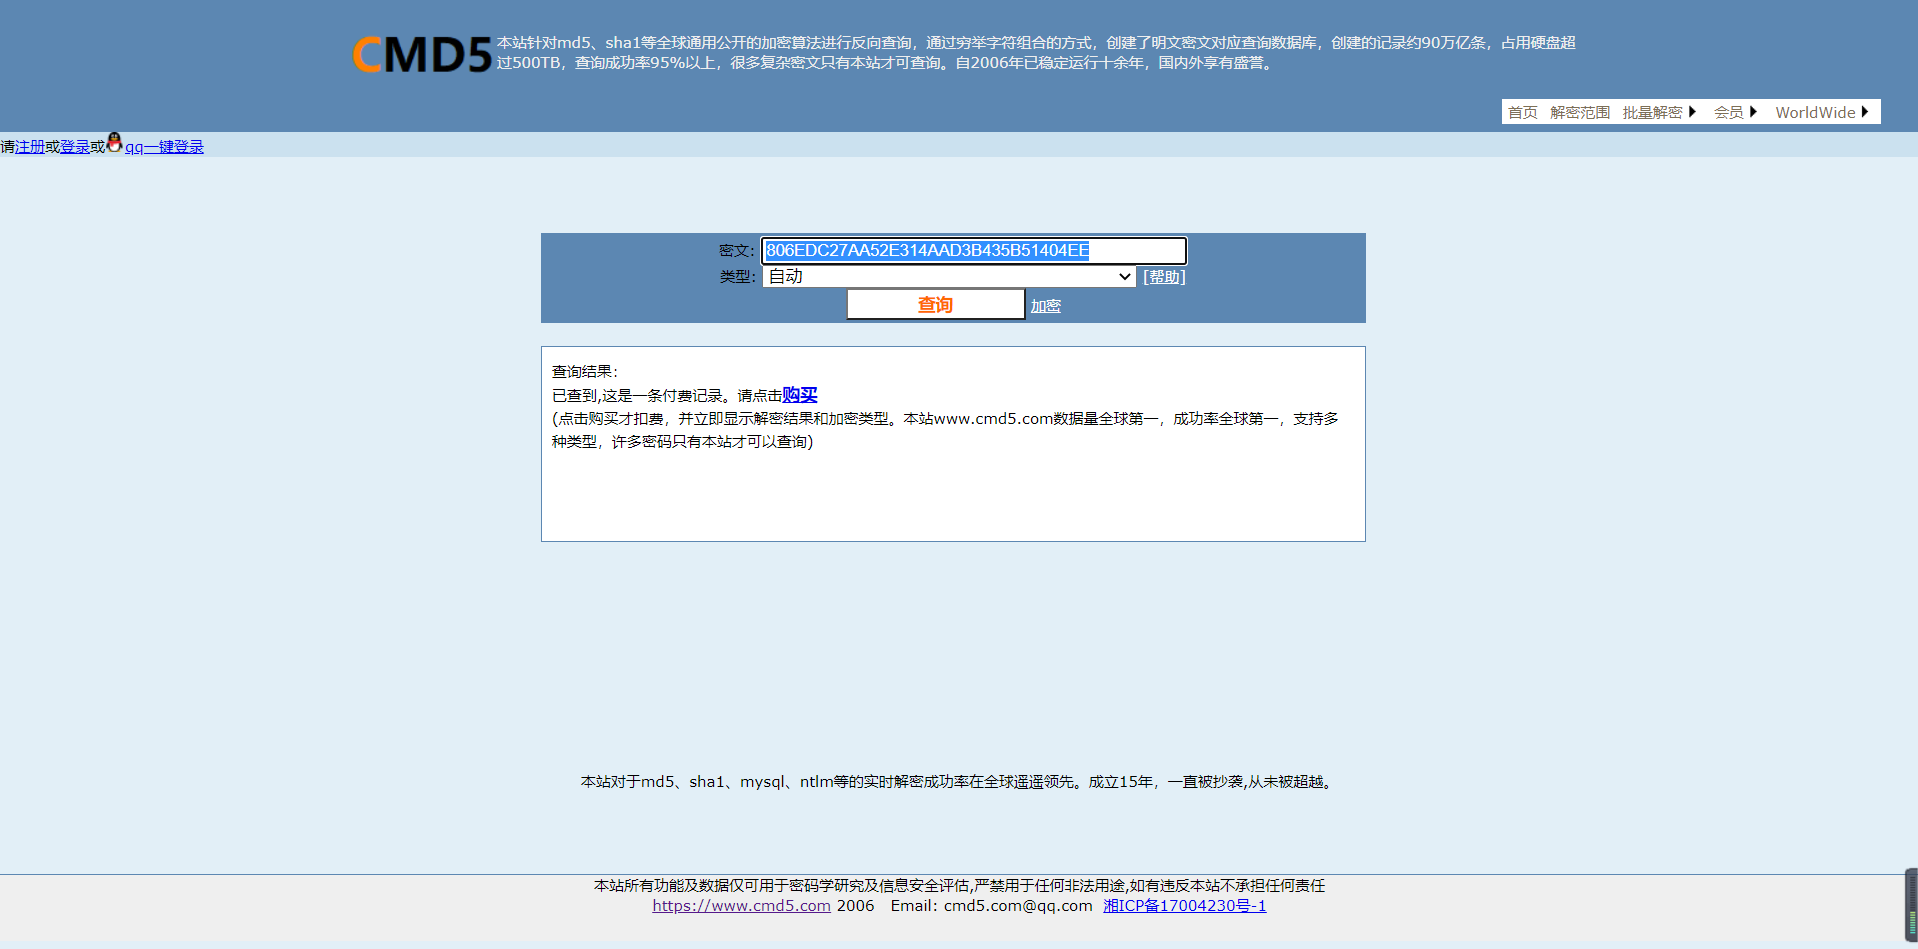 CMD5
本站针对md5、sha1等全球通用公开的加密算法进行反向查询，通过穷举字符组合的方式，创建了明文密文对应查询数据库，创建的记录约90万亿条，占用硬盘超
过500TB，查询成功率95%以上，很多复杂密文只有本站才可查询。自2006年已稳定运行十余年，国内外享有盛誉。
首页 解密范围 批量解密 会员 WorldWide
请注册或登录或qq一键登录
密文: 806EDC27AA52E314AAD3B435B51404EE
类型: 自动 [帮助]
查询 加密
查询结果:
已查到,这是一条付费记录。请点击购买
(点击购买才扣费，并立即显示解密结果和加密类型。本站www.cmd5.com数据量全球第一，成功率全球第一，支持多
种类型，许多密码只有本站才可以查询)
本站对于md5、sha1、mysql、ntlm等的实时解密成功率在全球遥遥领先。成立15年，一直被抄袭,从未被超越。
本站所有功能及数据仅可用于密码学研究及信息安全评估,严禁用于任何非法用途,如有违反本站不承担任何责任
https://www.cmd5.com 2006 Email: cmd5.com@qq.com 湘ICP备17004230号-1